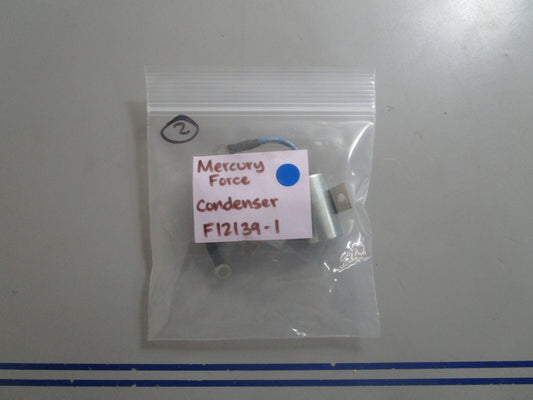 2
Mercury
Force
Condenser
F12139-1